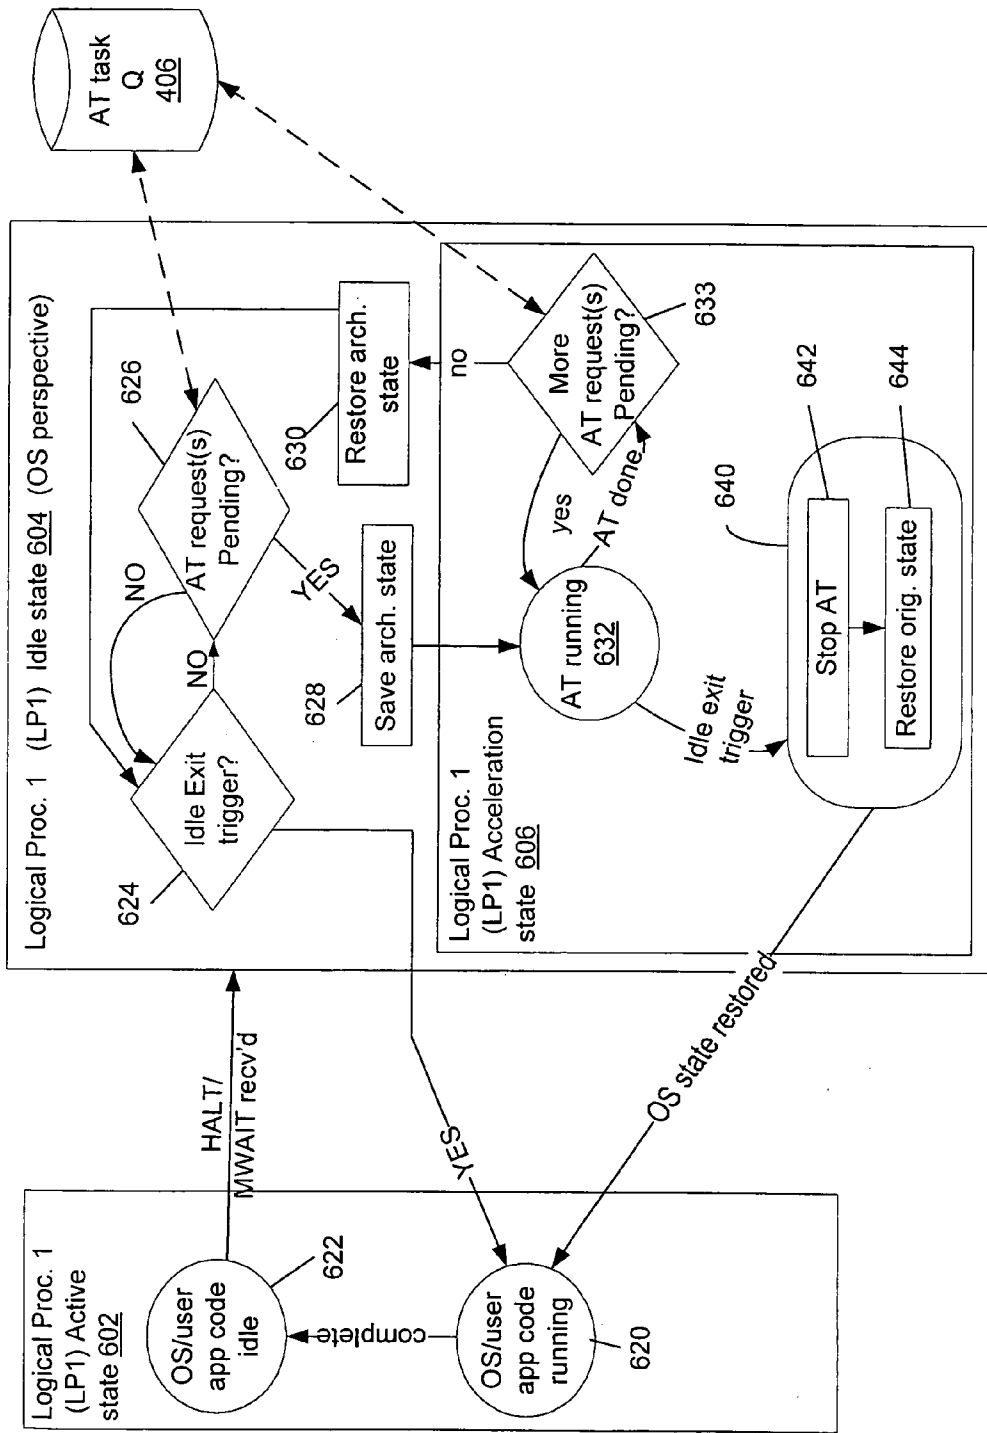 Logical Proc. 1
(LP1) Active
state 602
OS/user
app code
idle
622
complete
OS/user
app code
running
620
HALT/
MWAIT recv'd
YES
OS state restored
Logical Proc. 1 (LP1) Idle state 604 (OS perspective)
624
Idle Exit
trigger?
NO
NO
AT request(s)
Pending?
626
YES
628
Save arch. state
630
Restore arch.
state
Logical Proc. 1
(LP1) Acceleration
state 606
AT running
632
yes
AT done
no
More
AT request(s)
Pending?
633
Idle exit
trigger
640
Stop AT
642
Restore orig. state
644
AT task
Q
406